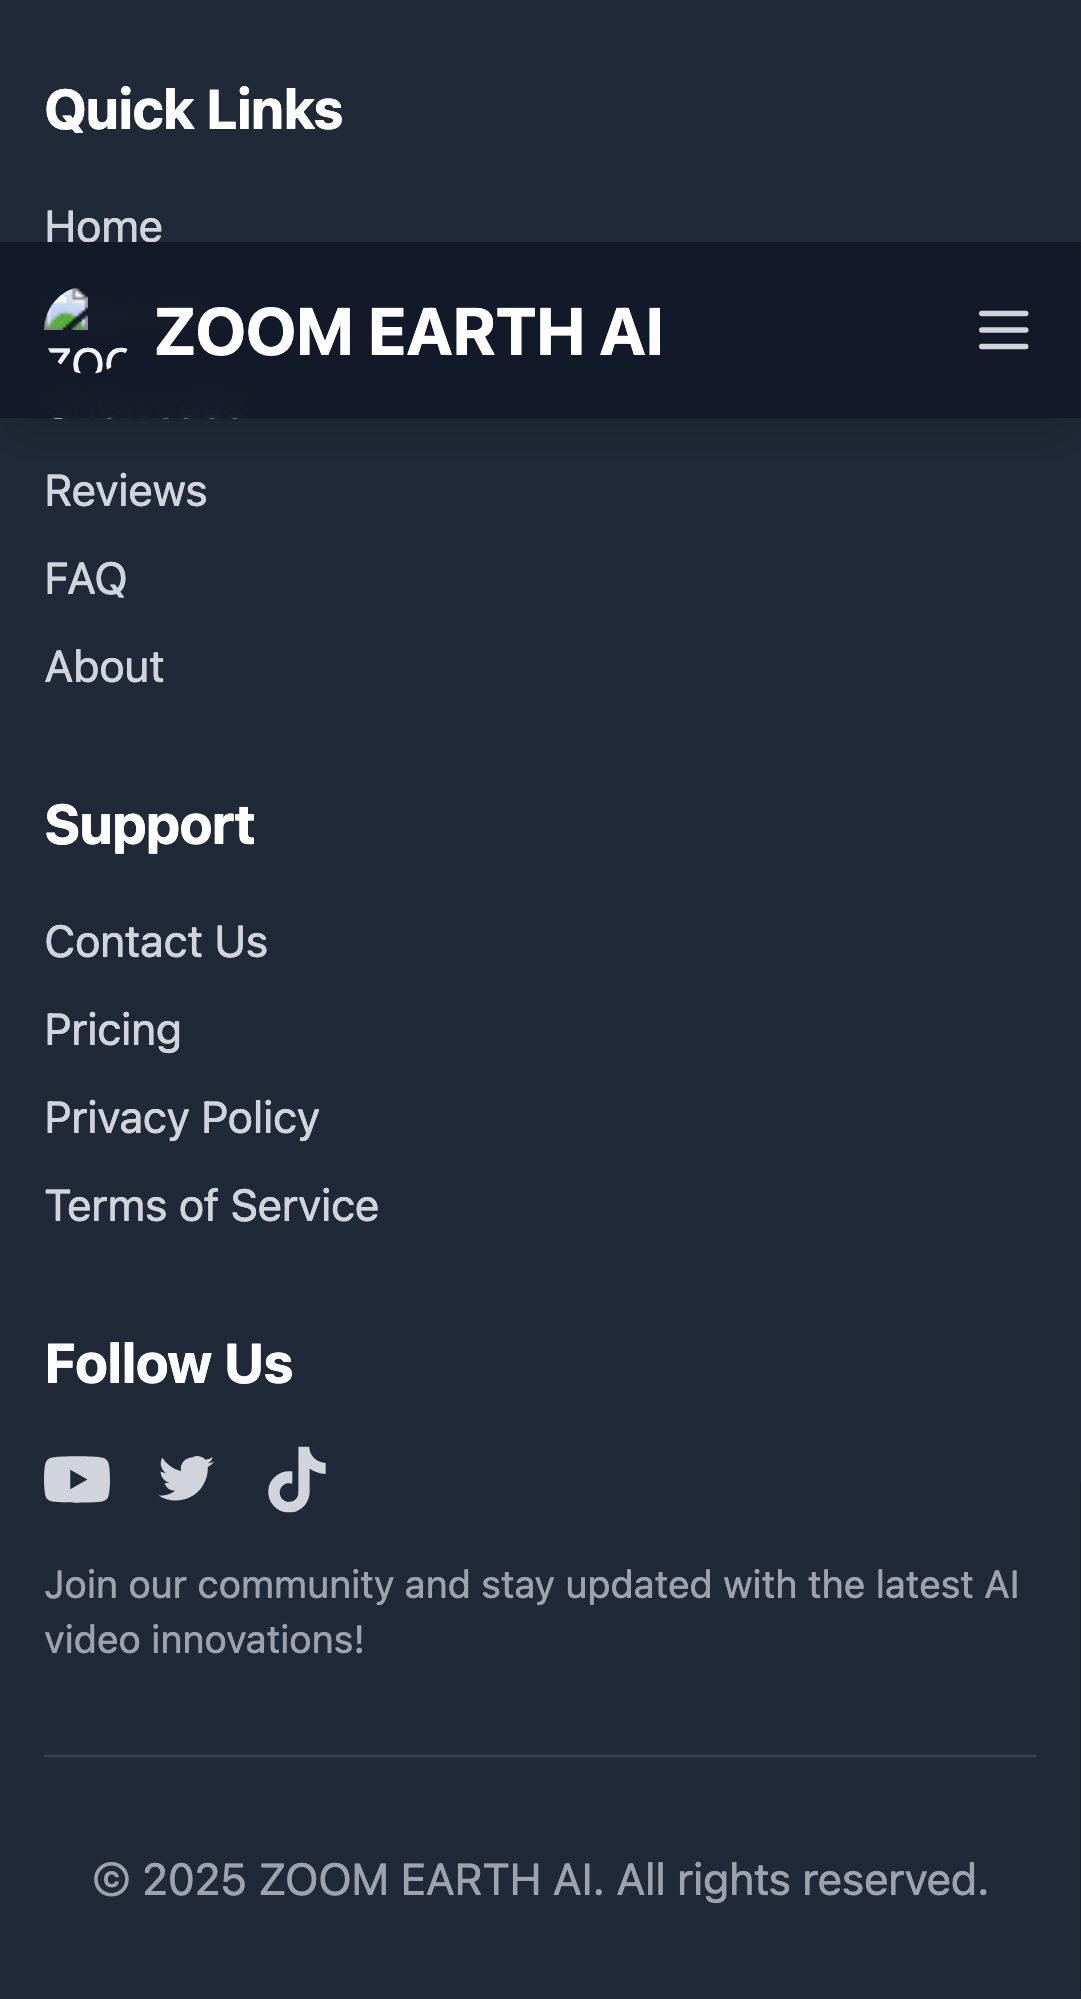 Quick Links
Home
ZOOM EARTH AI
Reviews
FAQ
About
Support
Contact Us
Pricing
Privacy Policy
Terms of Service
Follow Us
Join our community and stay updated with the latest AI
video innovations!
© 2025 ZOOM EARTH AI. All rights reserved.